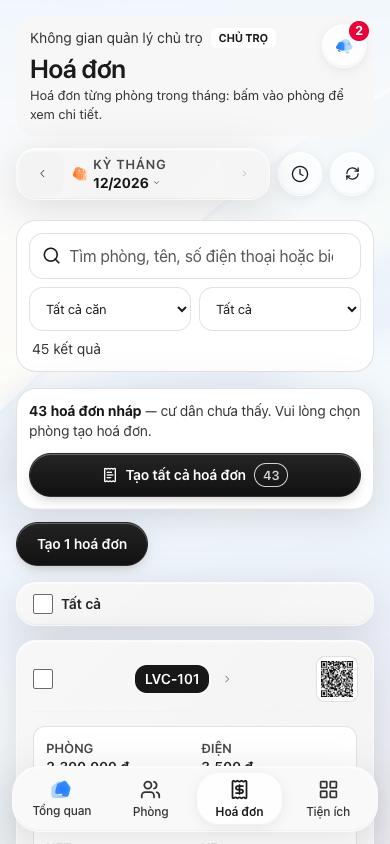 Không gian quản lý chủ trọ CHỦ TRỌ
2
Hoá đơn
Hoá đơn từng phòng trong tháng: bấm vào phòng để
xem chi tiết.
KỲ THÁNG
12/2026
Tìm phòng, tên, số điện thoại hoặc biể
Tất cả căn Tất cả
45 kết quả
43 hoá đơn nháp — cư dân chưa thấy. Vui lòng chọn
phòng tạo hoá đơn.
Tạo tất cả hoá đơn 43
Tạo 1 hoá đơn
Tất cả
LVC-101
PHÒNG ĐIỆN
Tổng quan Phòng Hoá đơn Tiện ích